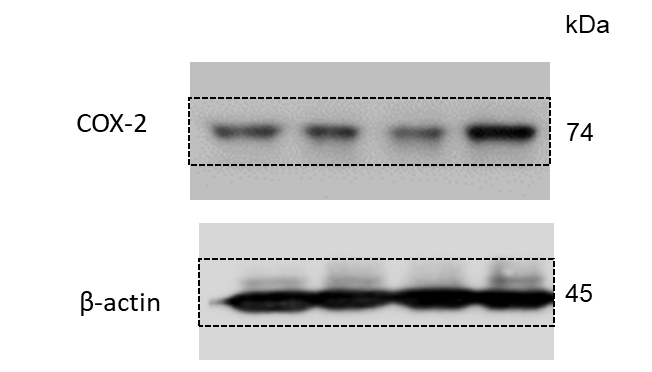 kDa
COX-2
74
β-actin
45